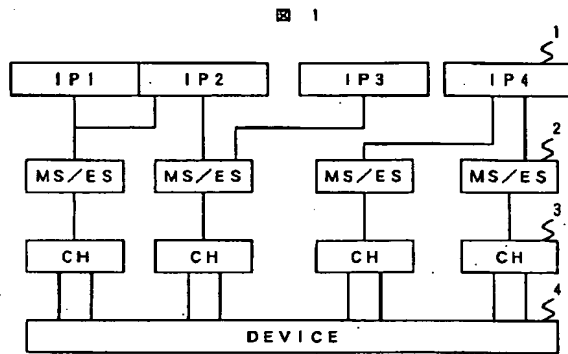 図 1
1
IP1 IP2 IP3 IP4
2
MS/ES MS/ES MS/ES MS/ES
3
CH CH CH CH
4
DEVICE